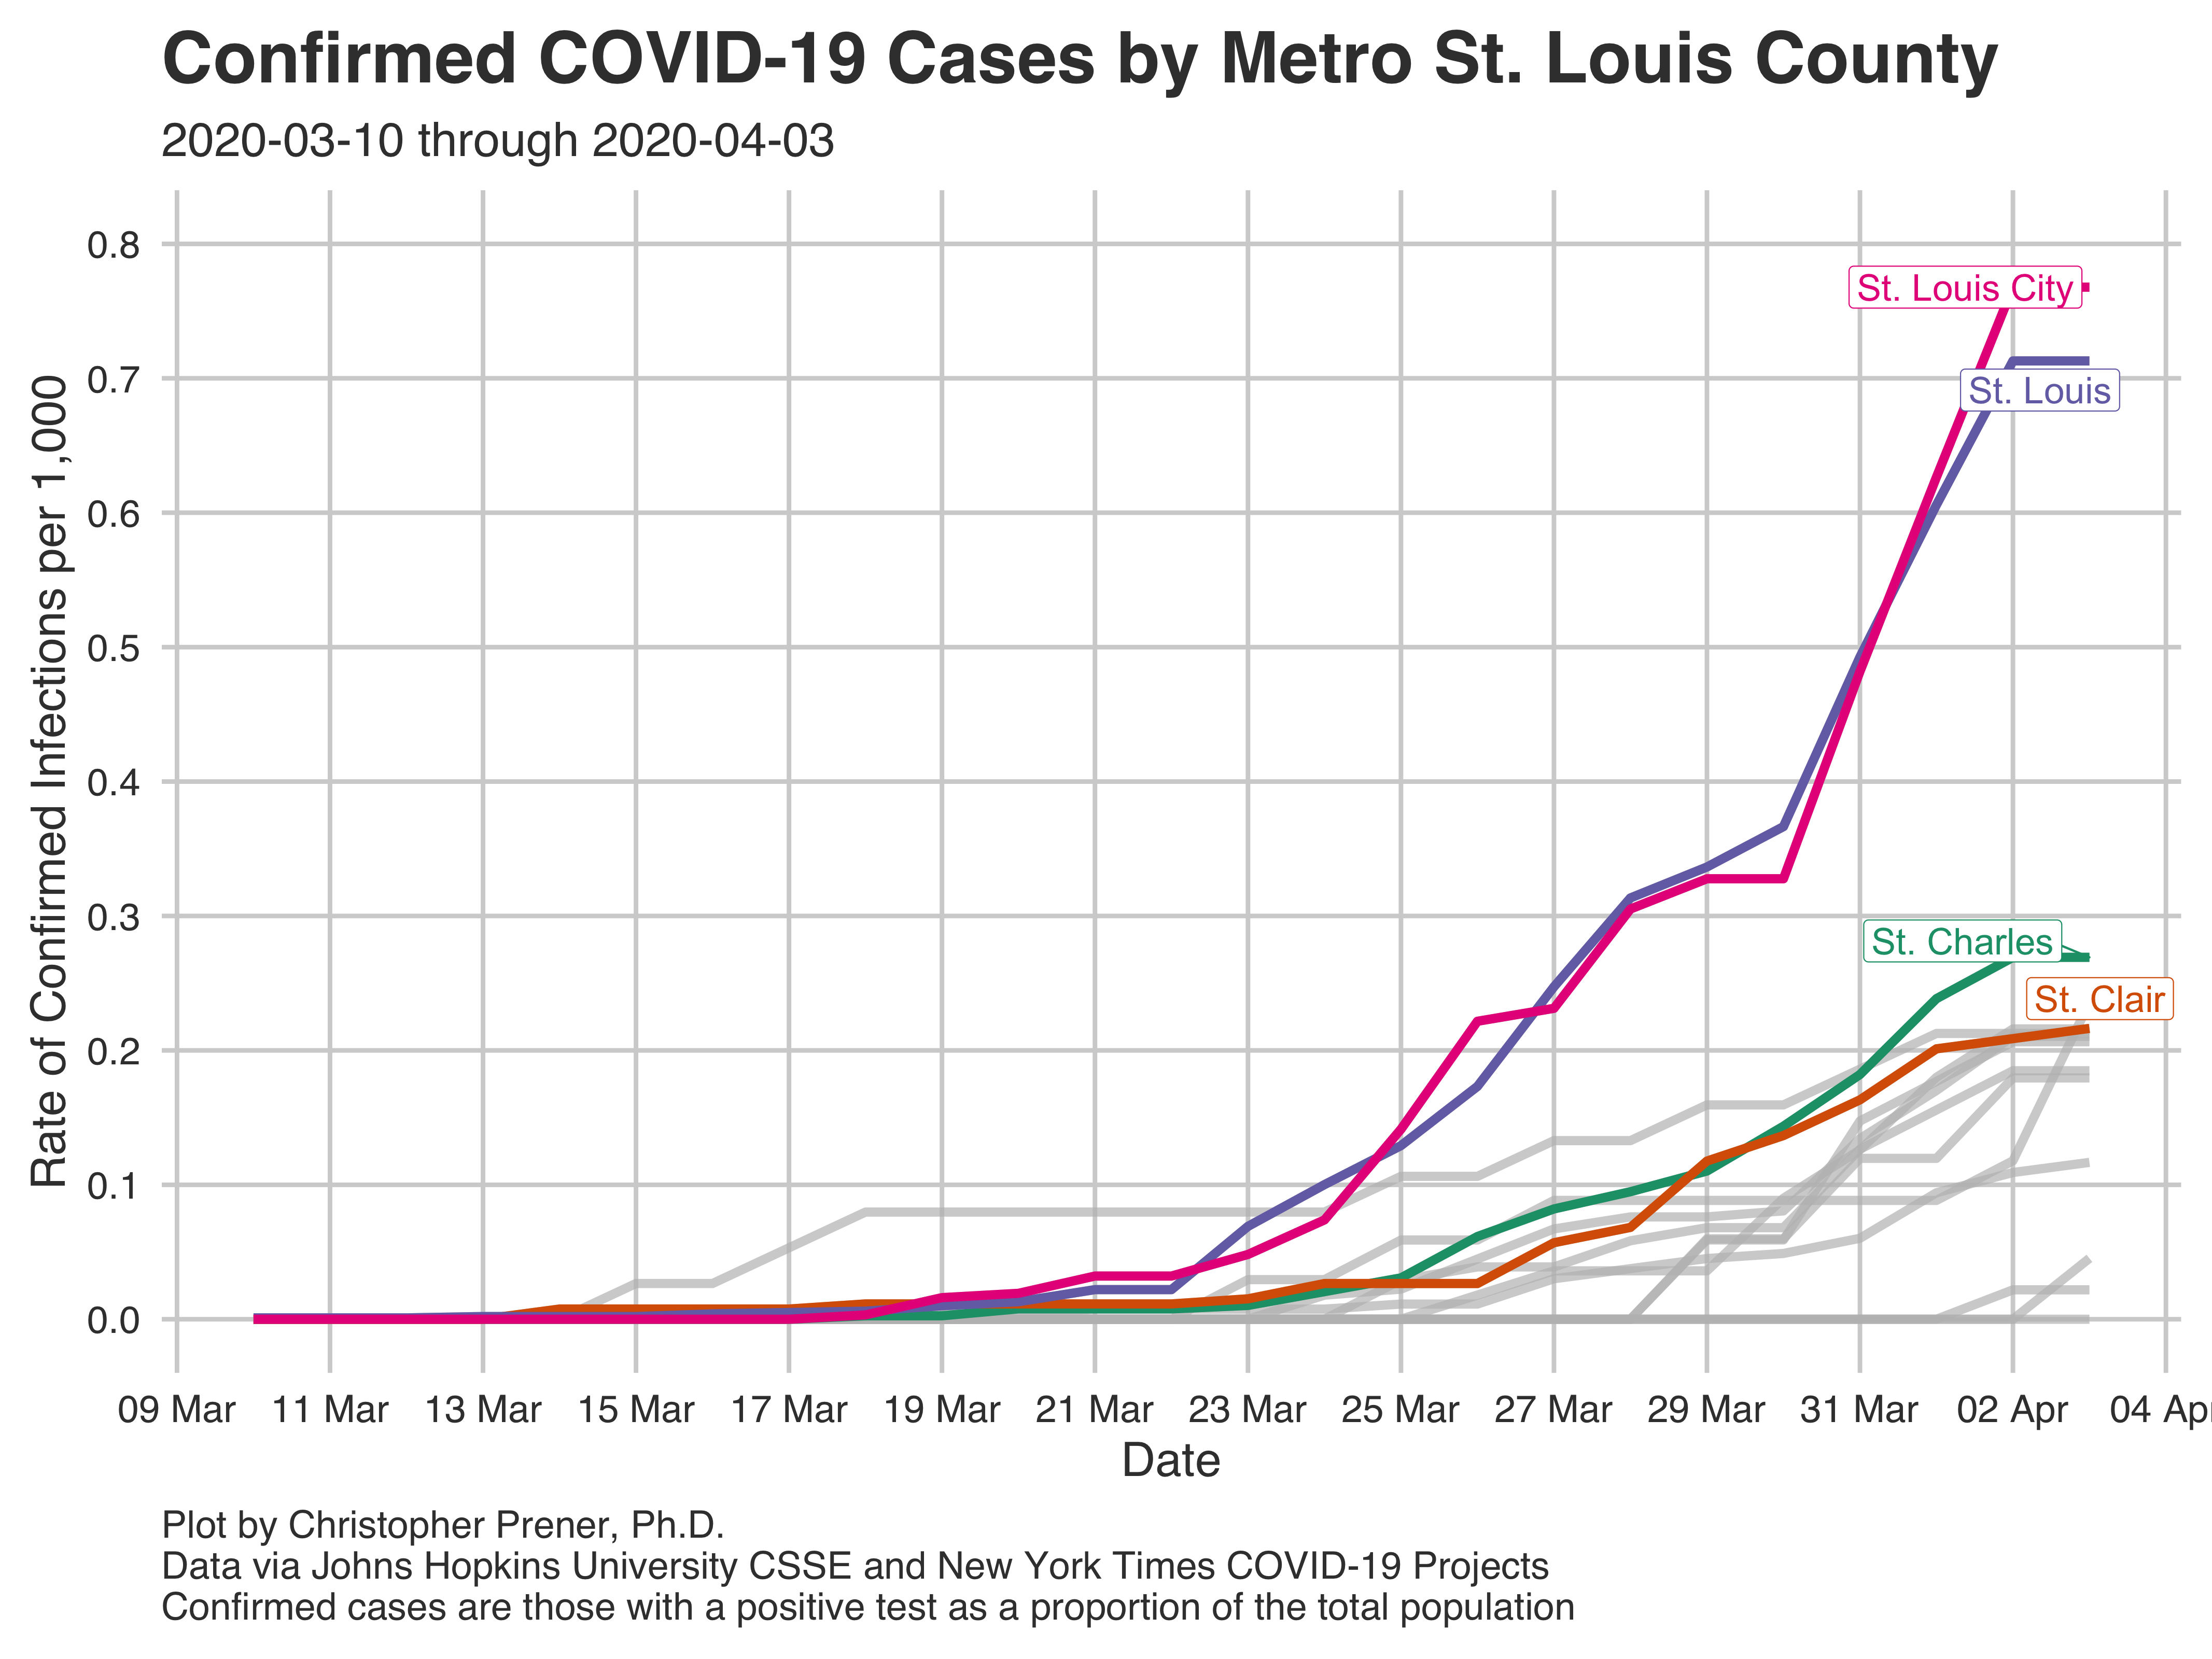 Confirmed COVID-19 Cases by Metro St. Louis County
2020-03-10 through 2020-04-03
Rate of Confirmed Infections per 1,000
0.8
0.7
0.6
0.5
0.4
0.3
0.2
0.1
0.0
St. Louis City
St. Louis
St. Charles
St. Clair
09 Mar 11 Mar 13 Mar 15 Mar 17 Mar 19 Mar 21 Mar 23 Mar 25 Mar 27 Mar 29 Mar 31 Mar 02 Apr 04 Apr
Date
Plot by Christopher Prener, Ph.D.
Data via Johns Hopkins University CSSE and New York Times COVID-19 Projects
Confirmed cases are those with a positive test as a proportion of the total population